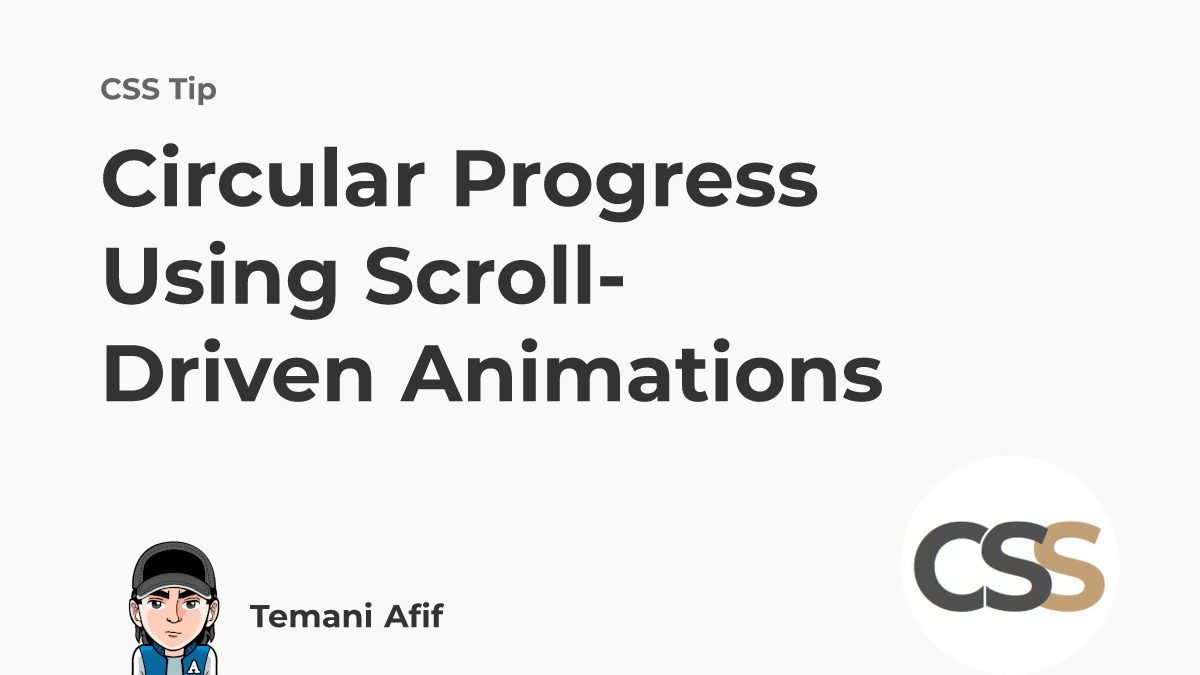 CSS Tip
Circular Progress
Using Scroll-
Driven Animations
Temani Afif
A
CSS